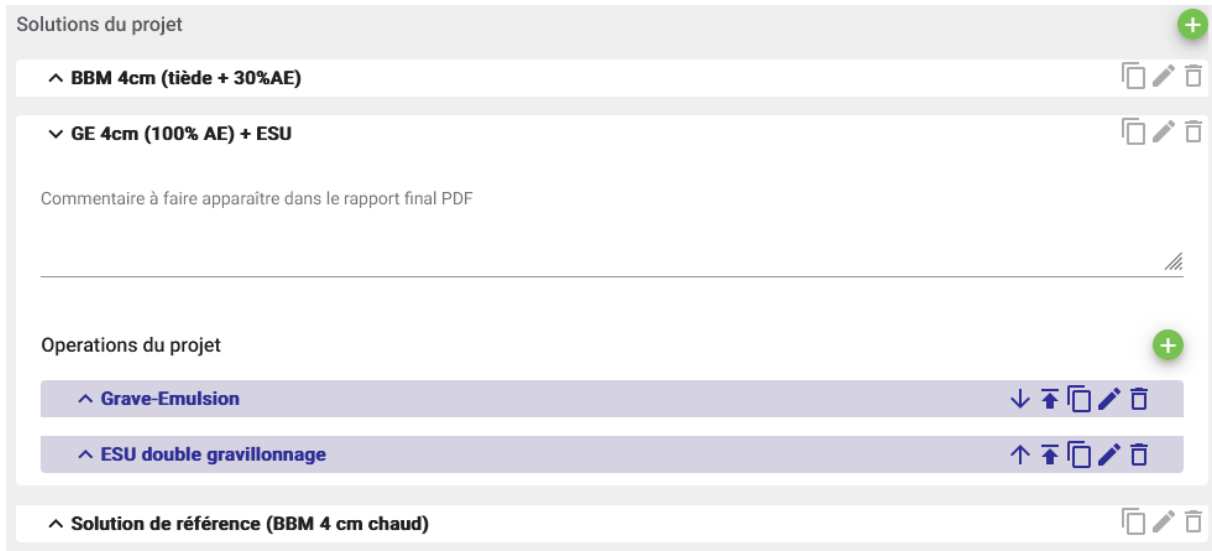 Solutions du projet
BBM 4cm (tiède + 30%AE)
GE 4cm (100% AE) + ESU
Commentaire à faire apparaître dans le rapport final PDF
Operations du projet
Grave-Emulsion
ESU double gravillonnage
Solution de référence (BBM 4 cm chaud)